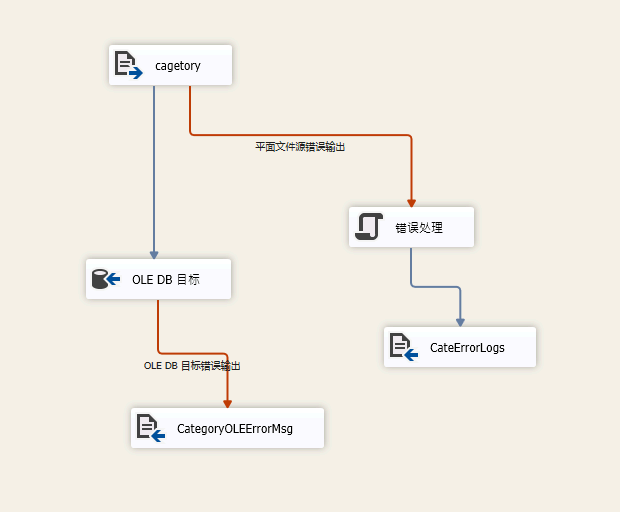 cagetory
平面文件源错误输出
错误处理
OLE DB 目标
CateErrorLogs
OLE DB 目标错误输出
CategoryOLEErrorMsg